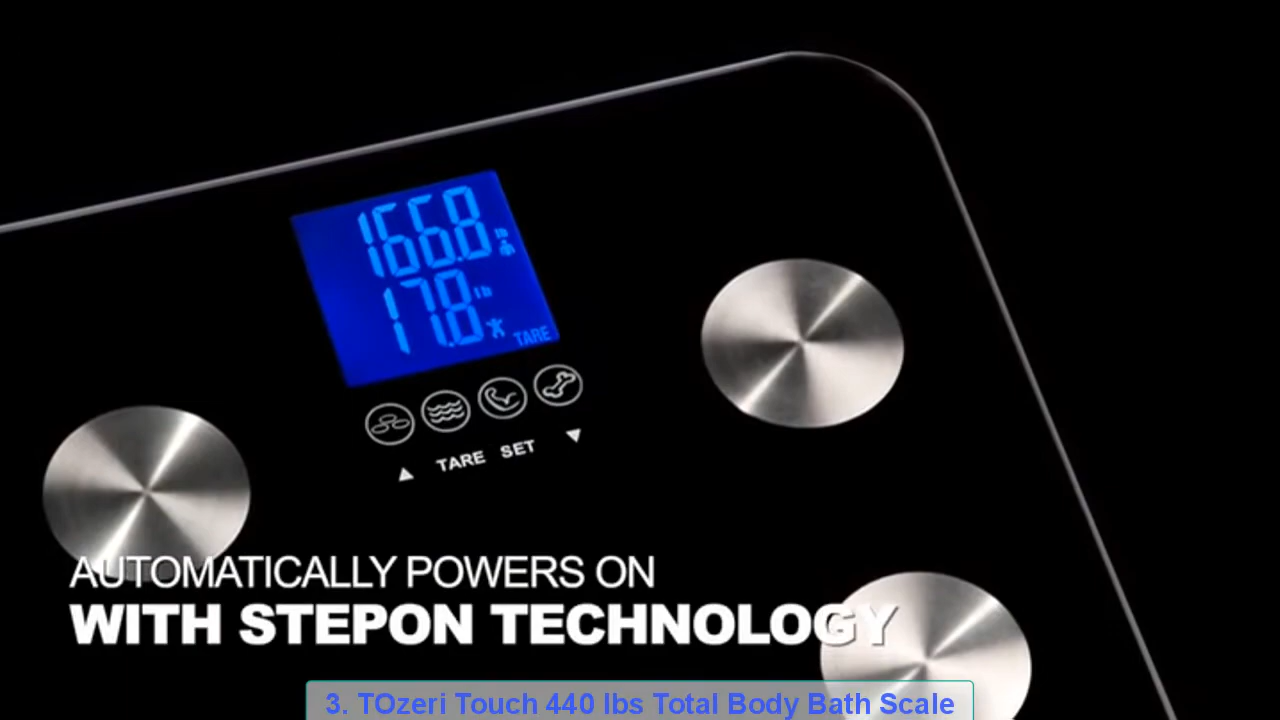 166.8 lb
17.8 lb
TARE
TARE SET
AUTOMATICALLY POWERS ON
WITH STEPON TECHNOLOGY
3. TOzeri Touch 440 lbs Total Body Bath Scale